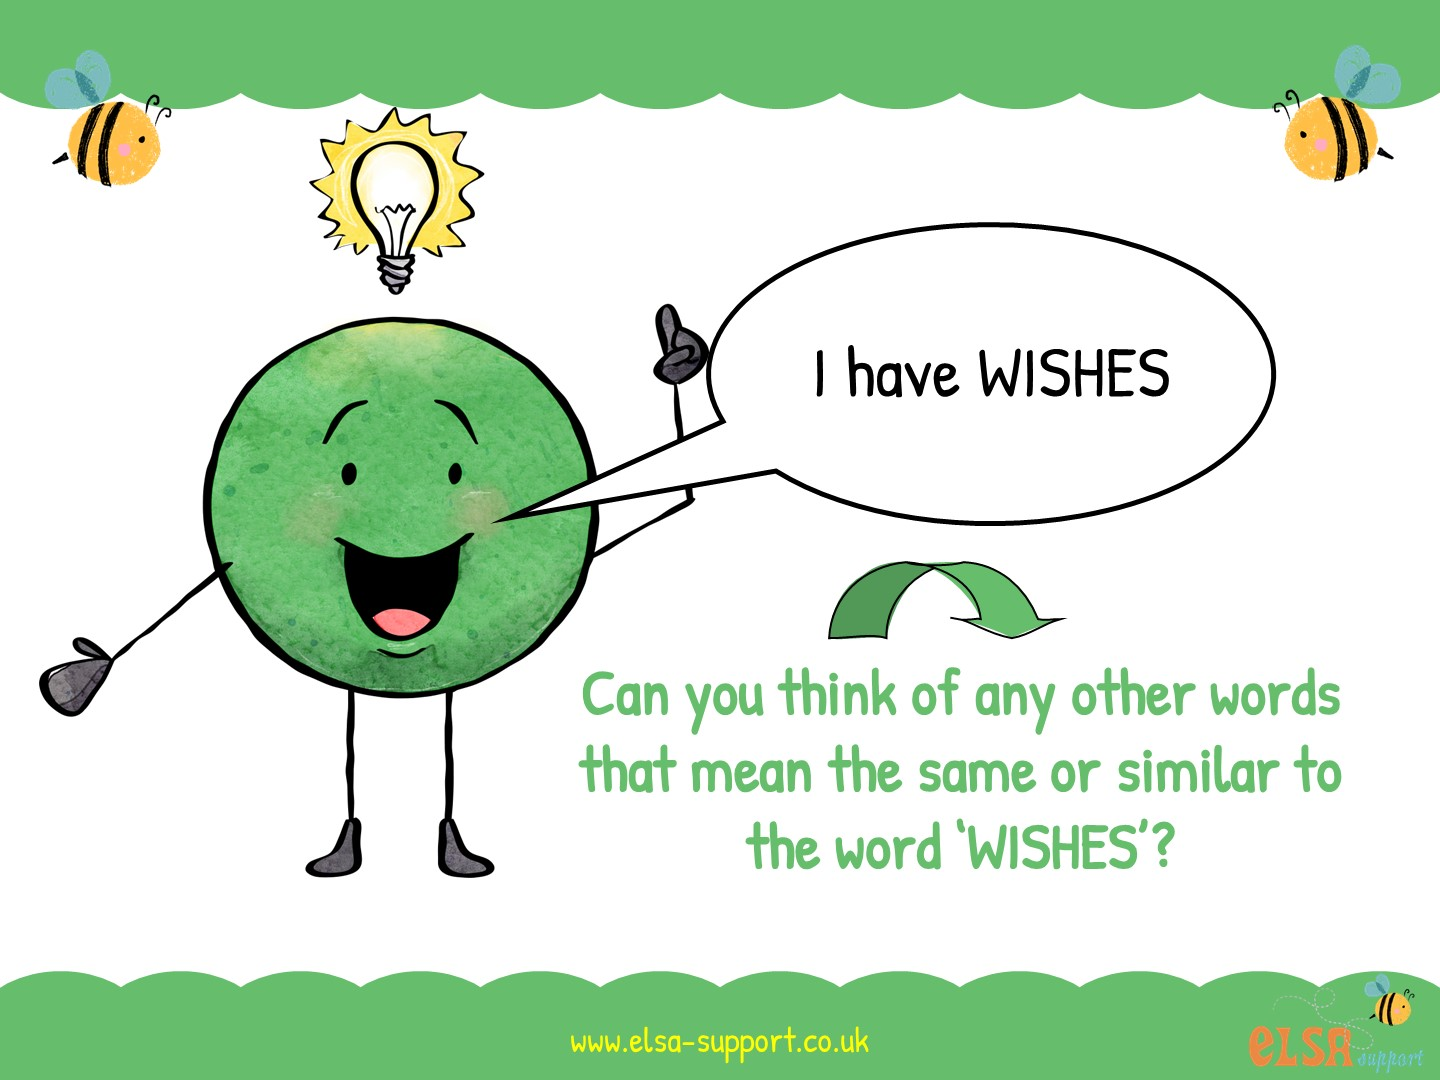 I have WISHES
Can you think of any other words
that mean the same or similar to
the word ‘WISHES’?
www.elsa-support.co.uk
eLSA support